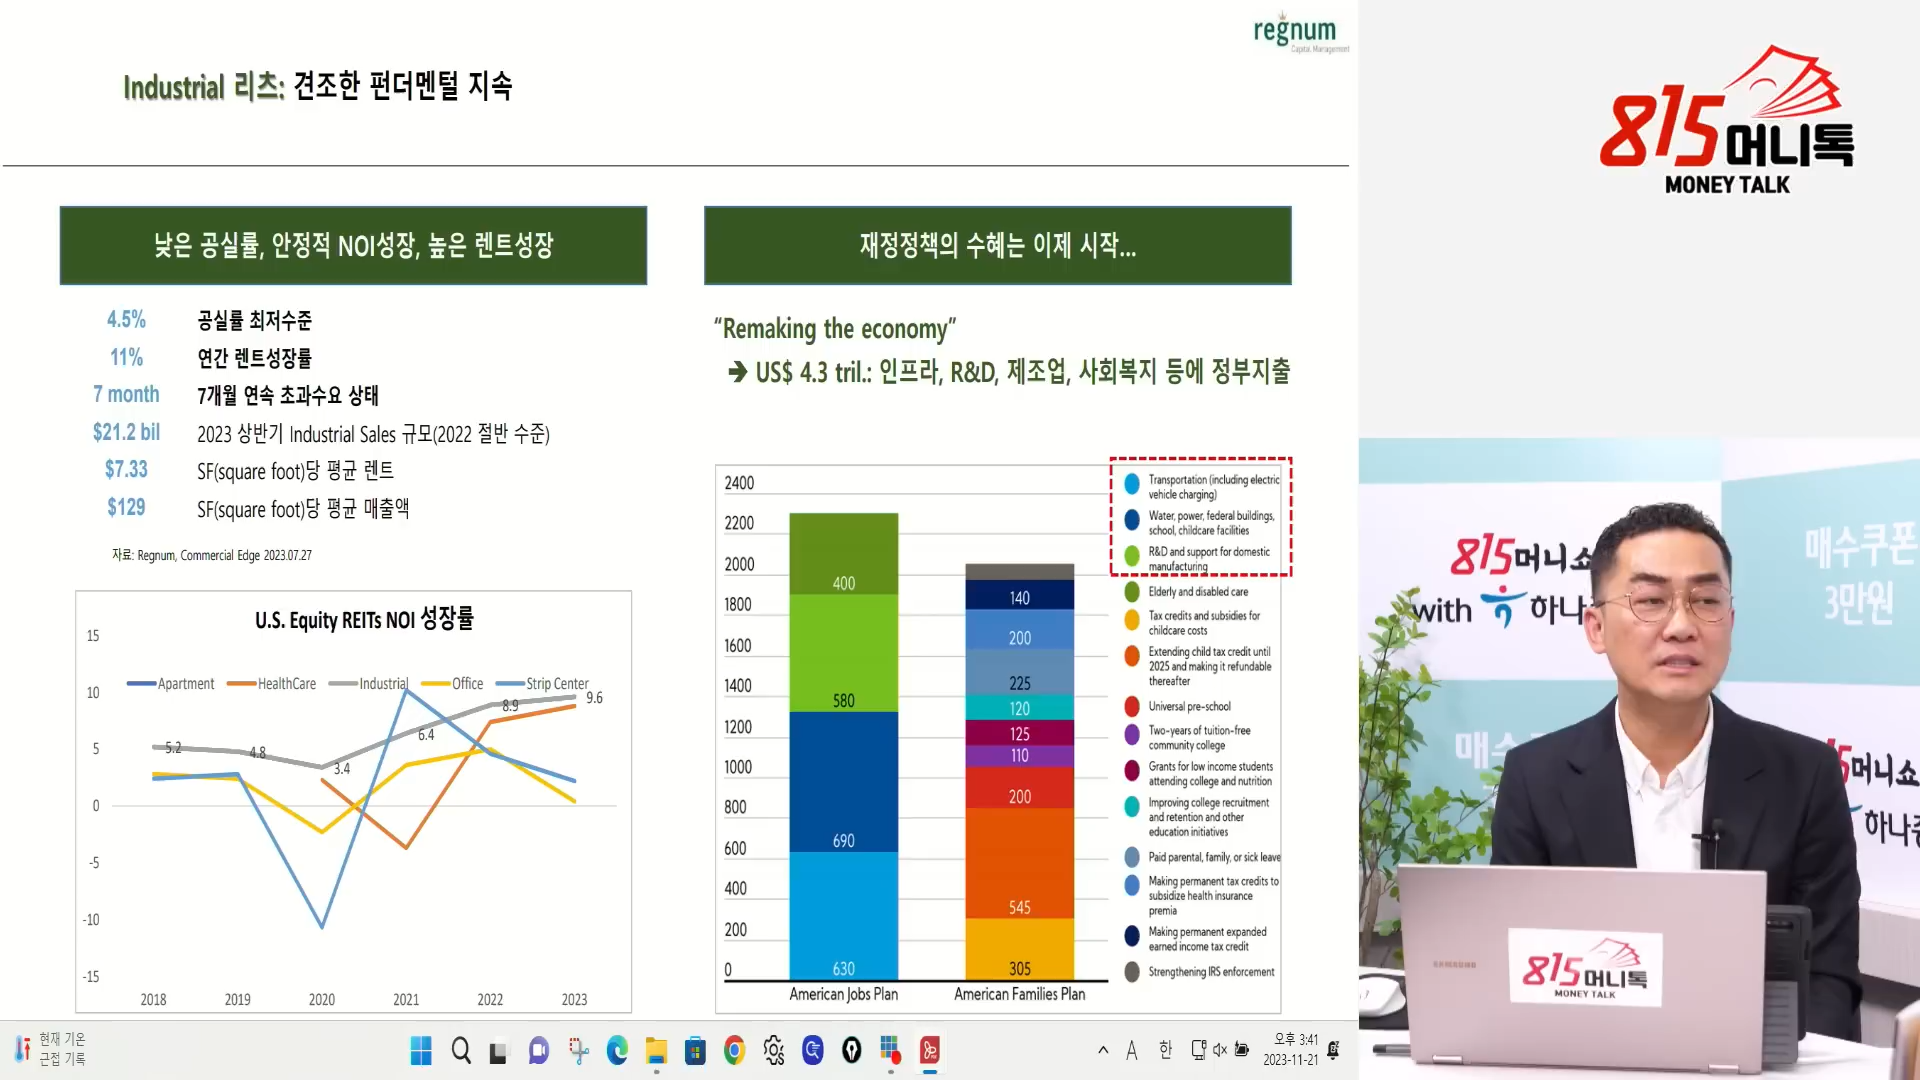 regnum
Capital Management
Industrial 리츠: 견조한 펀더멘털 지속
낮은 공실률, 안정적 NOI성장, 높은 렌트성장
4.5% 공실률 최저수준
11% 연간 렌트성장률
7 month 7개월 연속 초과수요 상태
$21.2 bil 2023 상반기 Industrial Sales 규모(2022 절반 수준)
$7.33 SF(square foot)당 평균 렌트
$129 SF(square foot)당 평균 매출액
자료: Regnum, Commercial Edge 2023.07.27
U.S. Equity REITs NOI 성장률
15
10
5
0
-5
-10
-15
Apartment HealthCare Industrial Office Strip Center
5.2
4.8
3.4
6.4
8.9
9.6
2018 2019 2020 2021 2022 2023
재정정책의 수혜는 이제 시작...
“Remaking the economy”
➔ US$ 4.3 tril.: 인프라, R&D, 제조업, 사회복지 등에 정부지출
2400
2200
2000
1800
1600
1400
1200
1000
800
600
400
200
0
400
580
690
630
140
200
225
120
125
110
200
545
305
American Jobs Plan American Families Plan
Transportation (including electric
vehicle charging)
Water, power, federal buildings,
school, childcare facilities
R&D and support for domestic
manufacturing
Elderly and disabled care
Tax credits and subsidies for
childcare costs
Extending child tax credit until
2025 and making it refundable
thereafter
Universal pre-school
Two-years of tuition-free
community college
Grants for low income students
attending college and nutrition
Improving college recruitment
and retention and other
education initiatives
Paid parental, family, or sick leave
Making permanent tax credits to
subsidize health insurance
premia
Making permanent expanded
earned income tax credit
Strengthening IRS enforcement
현재 기온
근접 기록
A 한
오후 3:41
2023-11-21
815머니톡
MONEY TALK
815머니쇼
with 하나
매수쿠폰
3만원
매수
5머니쇼
하나증
SAMSUNG
815머니톡
MONEY TALK